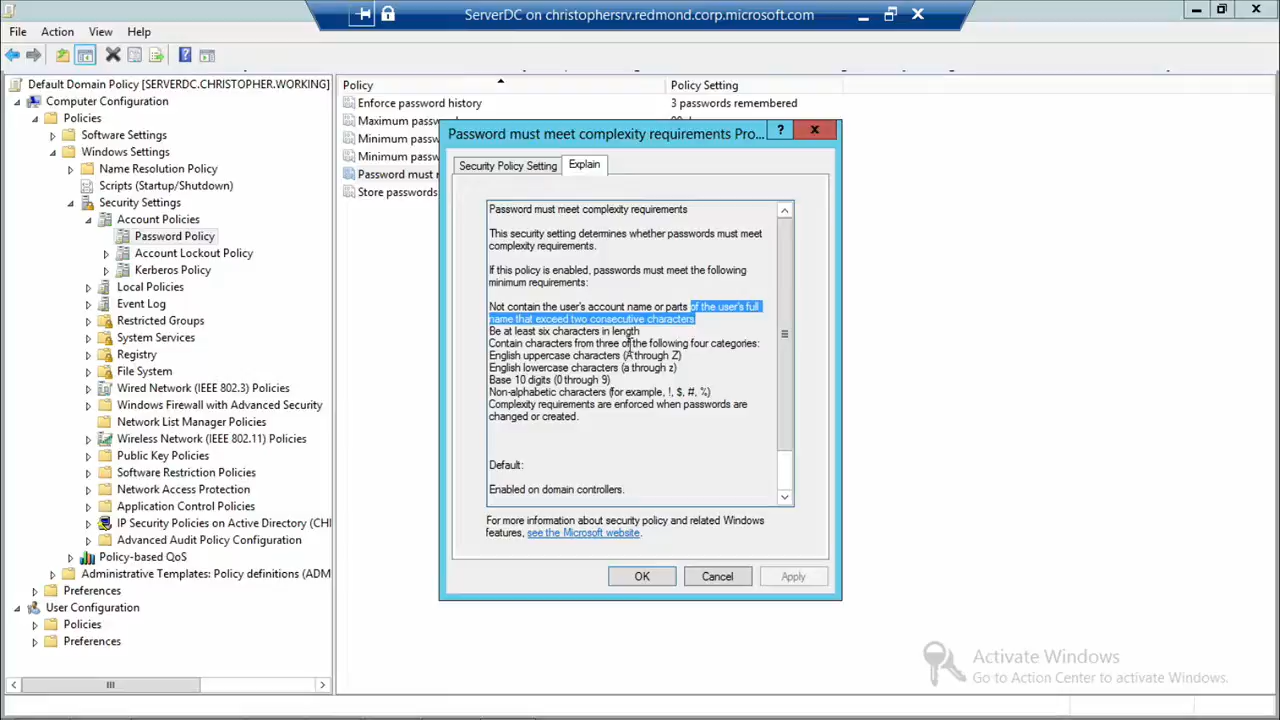 ServerDC on christophersrv.redmond.corp.microsoft.com
File Action View Help
Default Domain Policy [SERVERDC.CHRISTOPHER.WORKING]
Computer Configuration
Policies
Software Settings
Windows Settings
Name Resolution Policy
Scripts (Startup/Shutdown)
Security Settings
Account Policies
Password Policy
Account Lockout Policy
Kerberos Policy
Local Policies
Event Log
Restricted Groups
System Services
Registry
File System
Wired Network (IEEE 802.3) Policies
Windows Firewall with Advanced Security
Network List Manager Policies
Wireless Network (IEEE 802.11) Policies
Public Key Policies
Software Restriction Policies
Network Access Protection
Application Control Policies
IP Security Policies on Active Directory (CHI
Advanced Audit Policy Configuration
Policy-based QoS
Administrative Templates: Policy definitions (ADM
Preferences
User Configuration
Policies
Preferences
Policy Policy Setting
Enforce password history 3 passwords remembered
Maximum passw
Minimum passw
Minimum passw
Password must r
Store passwords
Password must meet complexity requirements Pro...
Security Policy Setting Explain
Password must meet complexity requirements
This security setting determines whether passwords must meet
complexity requirements.
If this policy is enabled, passwords must meet the following
minimum requirements:
Not contain the user's account name or parts of the user's full
name that exceed two consecutive characters
Be at least six characters in length
Contain characters from three of the following four categories:
English uppercase characters (A through Z)
English lowercase characters (a through z)
Base 10 digits (0 through 9)
Non-alphabetic characters (for example, !, $, #, %)
Complexity requirements are enforced when passwords are
changed or created.
Default:
Enabled on domain controllers.
For more information about security policy and related Windows
features, see the Microsoft website.
OK Cancel Apply
Activate Windows
Go to Action Center to activate Windows.